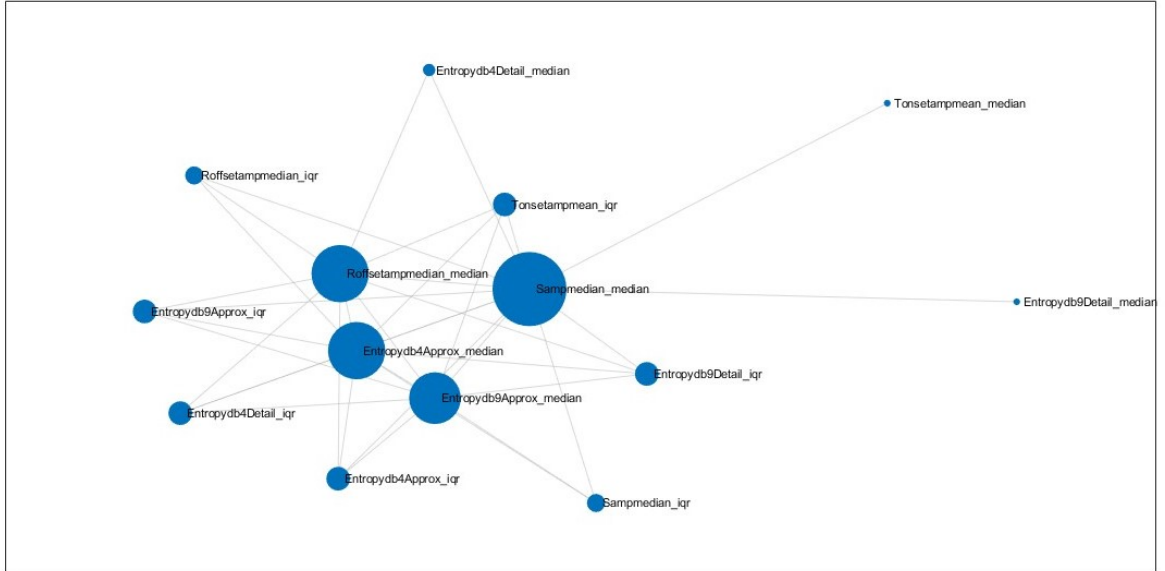 Entropydb4Detail_median
Tonsetampmean_median
Roffsetampmedian_iqr
Tonsetampmean_iqr
Roffsetampmedian_median
Sampmedian_median
Entropydb9Detail_median
Entropydb9Approx_iqr
Entropydb4Approx_median
Entropydb9Detail_iqr
Entropydb9Approx_median
Entropydb4Detail_iqr
Entropydb4Approx_iqr
Sampmedian_iqr